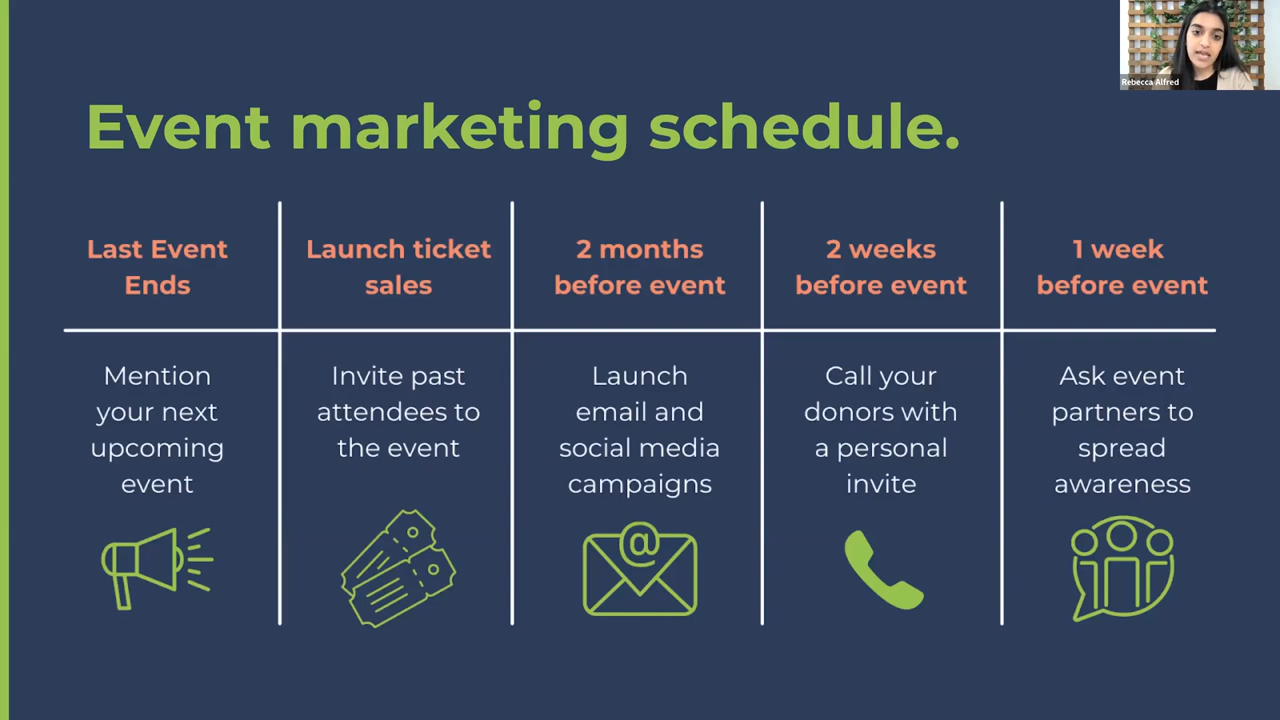 Rebecca Alfred
Event marketing schedule.
Last Event
Ends
Launch ticket
sales
2 months
before event
2 weeks
before event
1 week
before event
Mention
your next
upcoming
event
Invite past
attendees to
the event
Launch
email and
social media
campaigns
@
Call your
donors with
a personal
invite
Ask event
partners to
spread
awareness